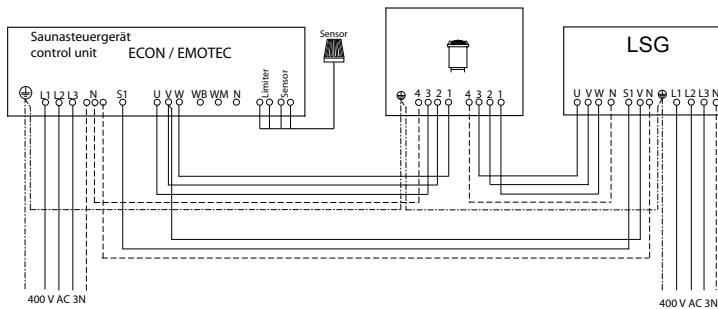 Saunasteuergerät
control unit ECON / EMOTEC
Sensor
LSG
Limiter
Sensor
L1 L2 L3 N S1 U V W WB WM N
4 3 2 1 4 3 2 1
U V W N S1 V N L1 L2 L3 N
400 V AC 3N
400 V AC 3N